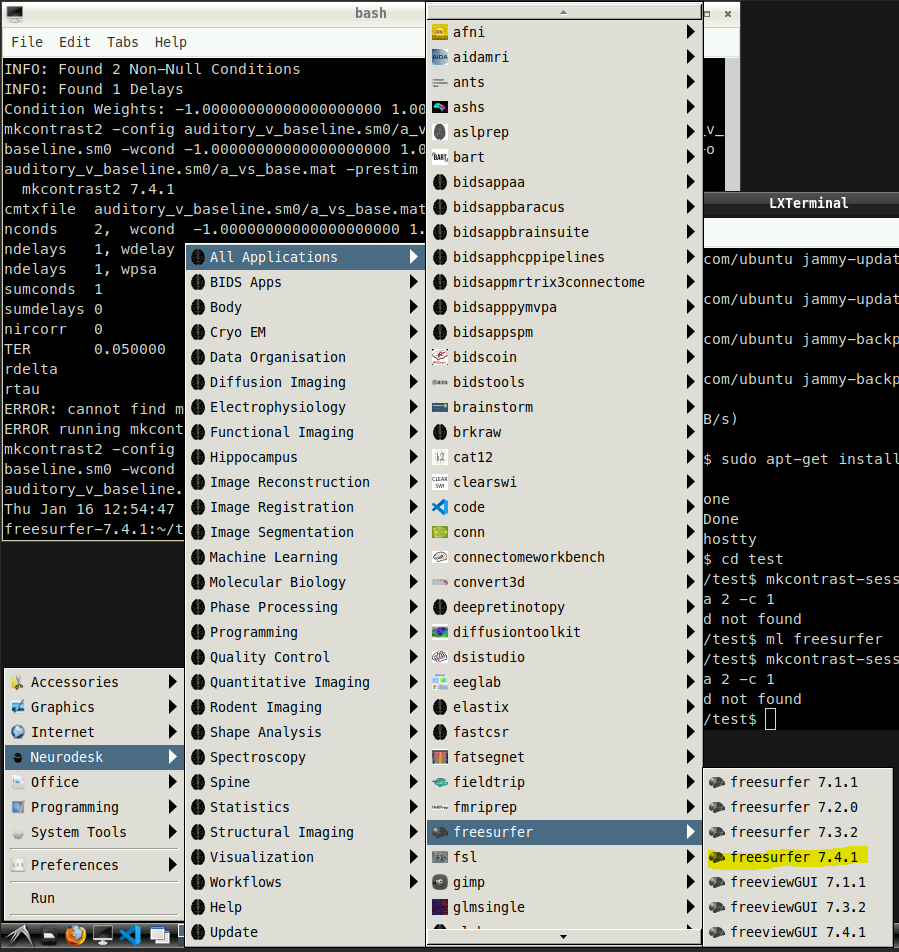 bash
File Edit Tabs Help
INFO: Found 2 Non-Null Conditions
INFO: Found 1 Delays
Condition Weights: -1.00000000000000000000 1.00
mkcontrast2 -config auditory_v_baseline.sm0/a_v
baseline.sm0 -wcond -1.00000000000000000000 1.0
auditory_v_baseline.sm0/a_vs_base.mat -prestim
mkcontrast2 7.4.1
cmtxfile auditory_v_baseline.sm0/a_vs_base.mat
nconds 2, wcond -1.00000000000000000000 1.
ndelays 1, wdelay
ndelays 1, wpsa
sumconds 1
sumdelays 0
nircorr 0
TER 0.050000
rdelta
rtau
ERROR: cannot find m
ERROR running mkcont
mkcontrast2 -config
baseline.sm0 -wcond
auditory_v_baseline.
Thu Jan 16 12:54:47
freesurfer-7.4.1:~/t
v_
o
Accessories
Graphics
Internet
Neurodesk
Office
Programming
System Tools
Preferences
Run
All Applications
BIDS Apps
Body
Cryo EM
Data Organisation
Diffusion Imaging
Electrophysiology
Functional Imaging
Hippocampus
Image Reconstruction
Image Registration
Image Segmentation
Machine Learning
Molecular Biology
Phase Processing
Programming
Quality Control
Quantitative Imaging
Rodent Imaging
Shape Analysis
Spectroscopy
Spine
Statistics
Structural Imaging
Visualization
Workflows
Help
Update
afni
aidamri
ants
ashs
aslprep
bart
bidsappaa
bidsappbaracus
bidsappbrainsuite
bidsapphcppipelines
bidsappmrtrix3connectome
bidsapppymvpa
bidsappspm
bidscoin
bidstools
brainstorm
brkraw
cat12
clearswi
code
conn
connectomeworkbench
convert3d
deepretinotopy
diffusiontoolkit
dsistudio
eeglab
elastix
fastcsr
fatsegnet
fieldtrip
fmriprep
freesurfer
fsl
gimp
glmsingle
LXTerminal
com/ubuntu jammy-updat
com/ubuntu jammy-updat
com/ubuntu jammy-backp
com/ubuntu jammy-backp
B/s)
$ sudo apt-get install
one
Done
hostty
$ cd test
/test$ mkcontrast-sess
a 2 -c 1
d not found
/test$ ml freesurfer
/test$ mkcontrast-sess
a 2 -c 1
d not found
/test$
freesurfer 7.1.1
freesurfer 7.2.0
freesurfer 7.3.2
freesurfer 7.4.1
freeviewGUI 7.1.1
freeviewGUI 7.3.2
freeviewGUI 7.4.1